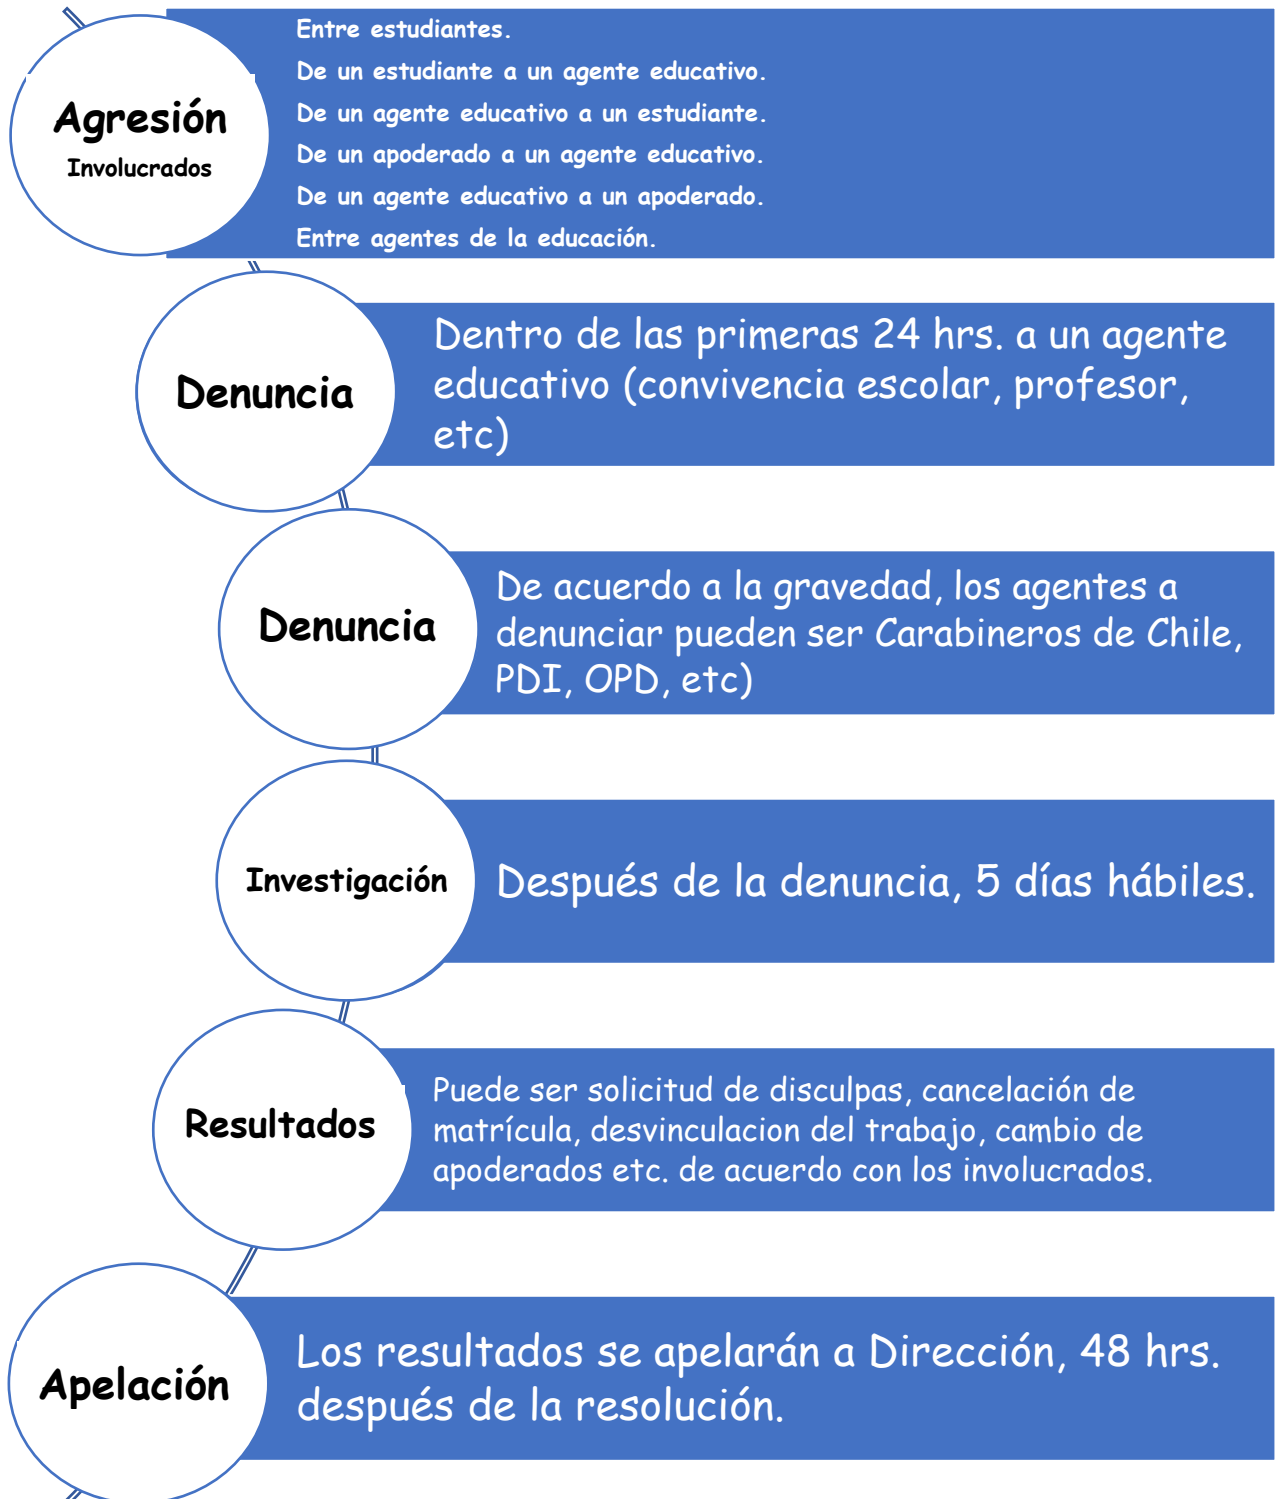 Agresión
Involucrados
Entre estudiantes.
De un estudiante a un agente educativo.
De un agente educativo a un estudiante.
De un apoderado a un agente educativo.
De un agente educativo a un apoderado.
Entre agentes de la educación.
Denuncia
Dentro de las primeras 24 hrs. a un agente
educativo (convivencia escolar, profesor,
etc)
Denuncia
De acuerdo a la gravedad, los agentes a
denunciar pueden ser Carabineros de Chile,
PDI, OPD, etc)
Investigación
Después de la denuncia, 5 días hábiles.
Resultados
Puede ser solicitud de disculpas, cancelación de
matrícula, desvinculacion del trabajo, cambio de
apoderados etc. de acuerdo con los involucrados.
Apelación
Los resultados se apelarán a Dirección, 48 hrs.
después de la resolución.